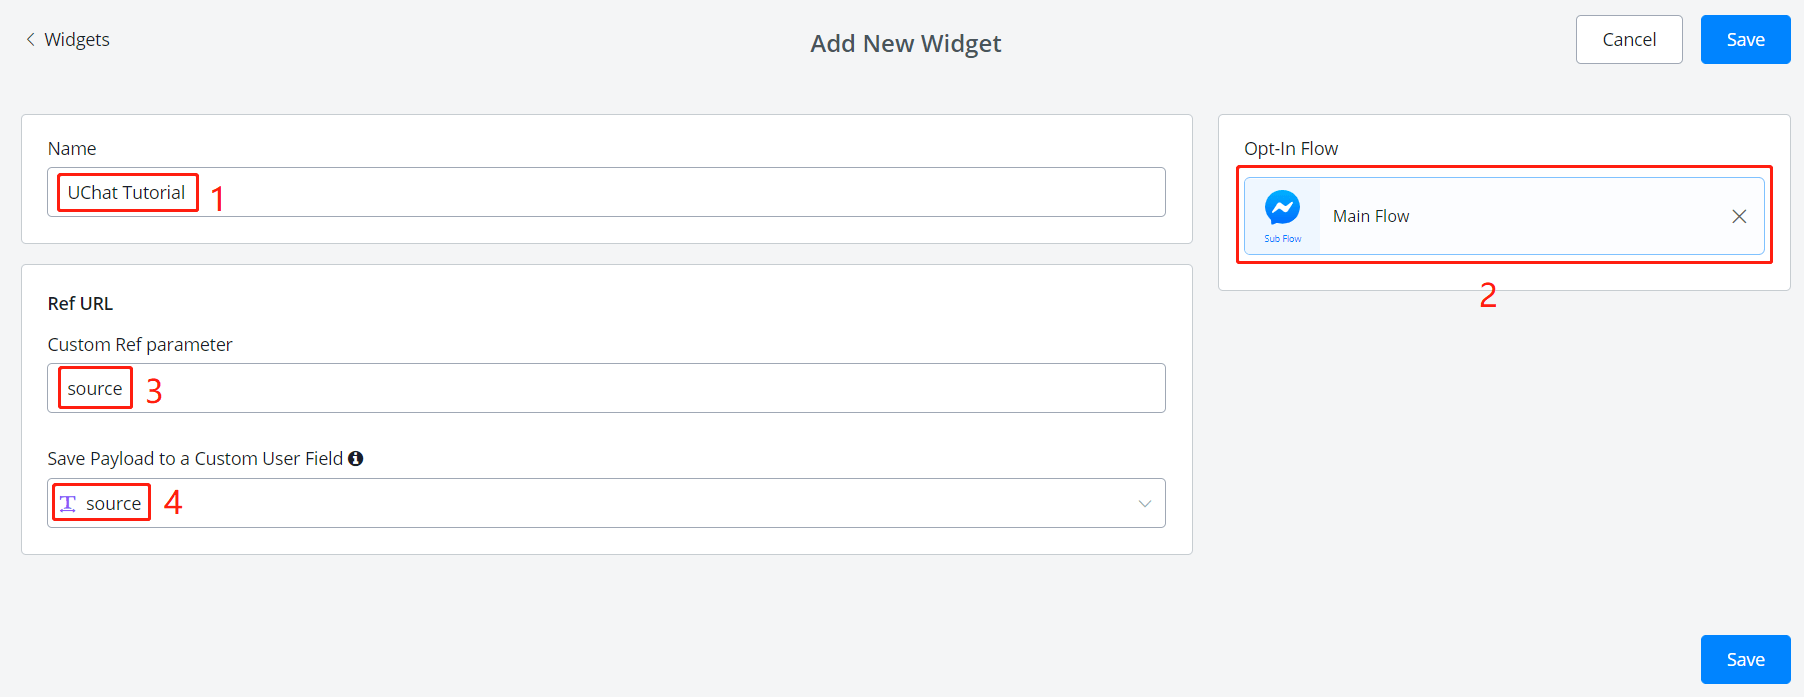 Widgets
Add New Widget
Cancel
Save
Name
UChat Tutorial
1
Opt-In Flow
Sub Flow
Main Flow
2
Ref URL
Custom Ref parameter
source
3
Save Payload to a Custom User Field
source
4
Save